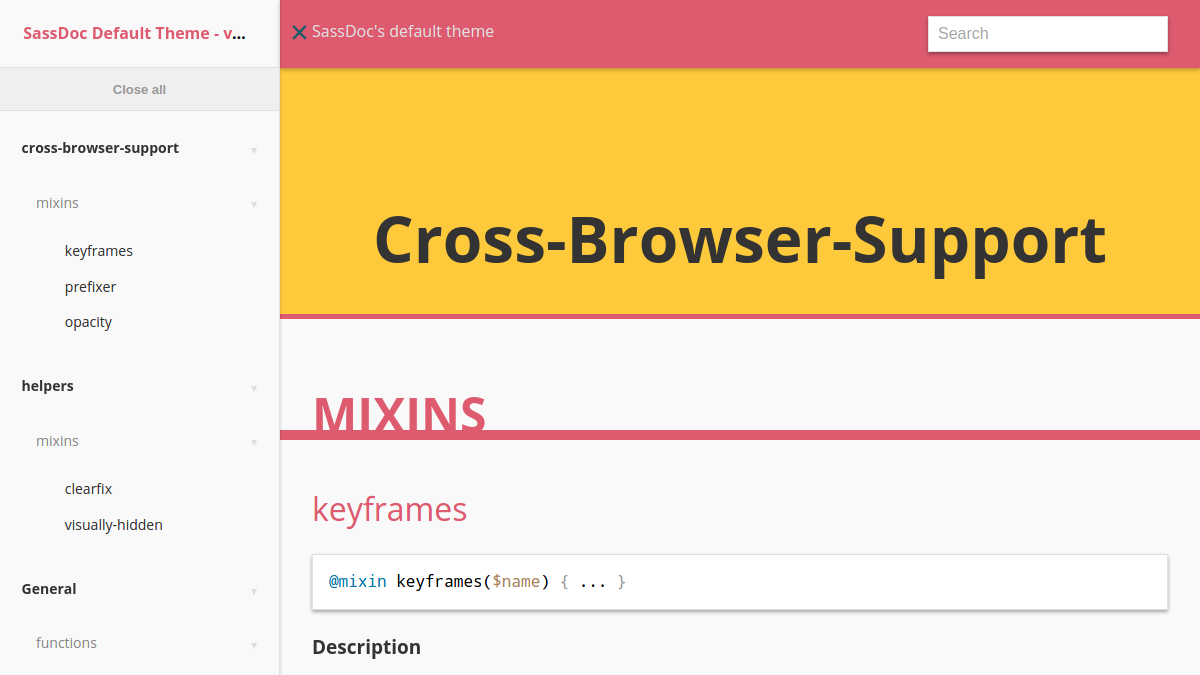 SassDoc Default Theme - v...
Close all
cross-browser-support
mixins
keyframes
prefixer
opacity
helpers
mixins
clearfix
visually-hidden
General
functions
SassDoc's default theme
Search
Cross-Browser-Support
MIXINS
keyframes
@mixin keyframes($name) { ... }
Description